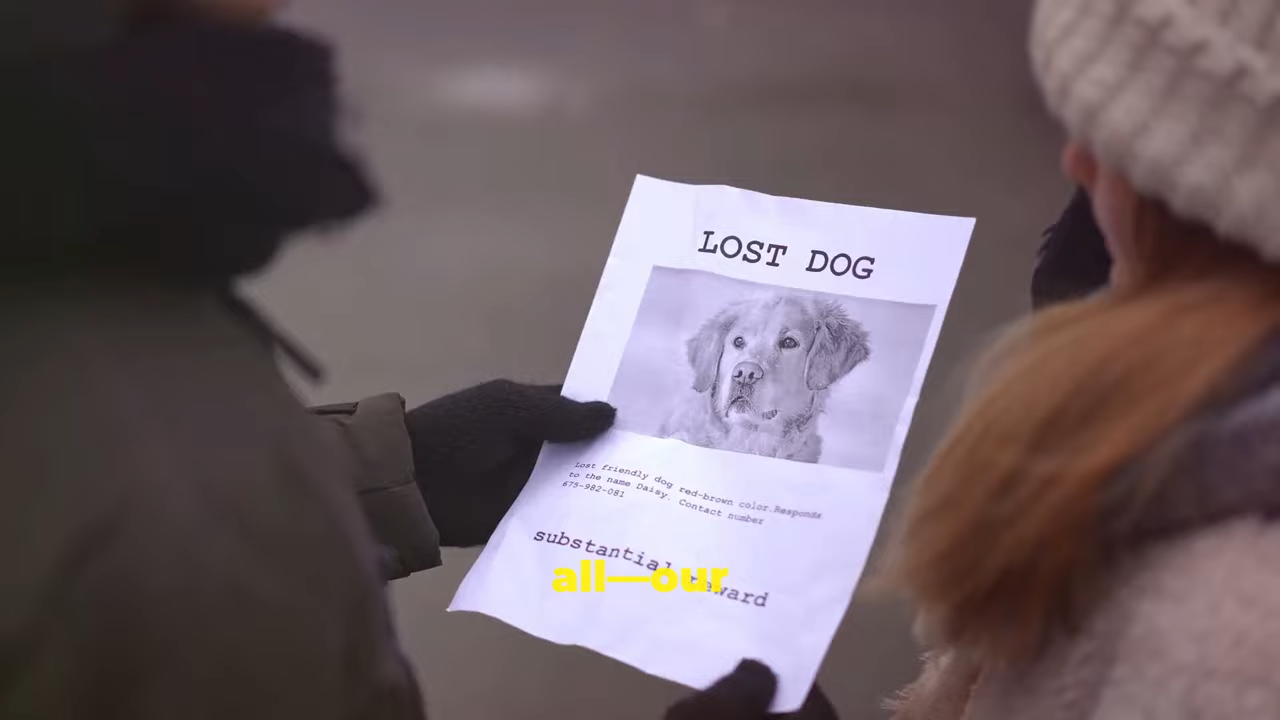 LOST DOG
Lost friendly dog red-brown color.Responds
to the name Daisy. Contact number
675-982-081
substantial reward
all—our